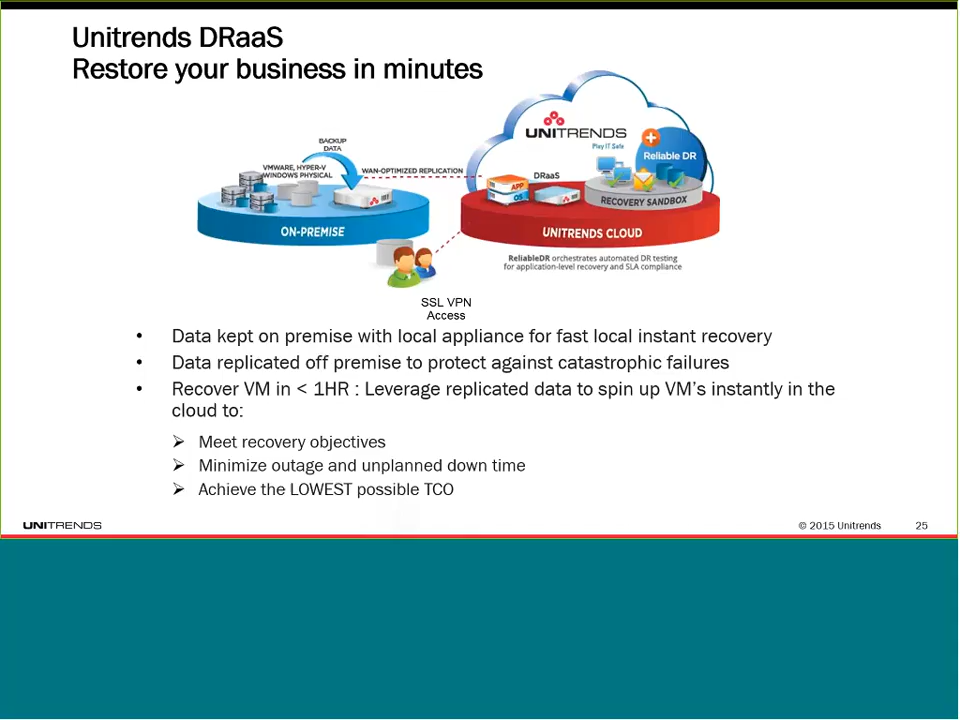 Unitrends DRaaS
Restore your business in minutes
BACKUP
DATA
VMWARE, HYPER-V
WINDOWS PHYSICAL
WAN-OPTIMIZED REPLICATION
ON-PREMISE
UNITRENDS
Play IT Safe
Reliable DR
DRaaS
APP
OS
RECOVERY SANDBOX
UNITRENDS CLOUD
ReliableDR orchestrates automated DR testing
for application-level recovery and SLA compliance
SSL VPN
Access
• Data kept on premise with local appliance for fast local instant recovery
• Data replicated off premise to protect against catastrophic failures
• Recover VM in < 1HR : Leverage replicated data to spin up VM's instantly in the
cloud to:
➢ Meet recovery objectives
➢ Minimize outage and unplanned down time
➢ Achieve the LOWEST possible TCO
UNITRENDS
© 2015 Unitrends
25